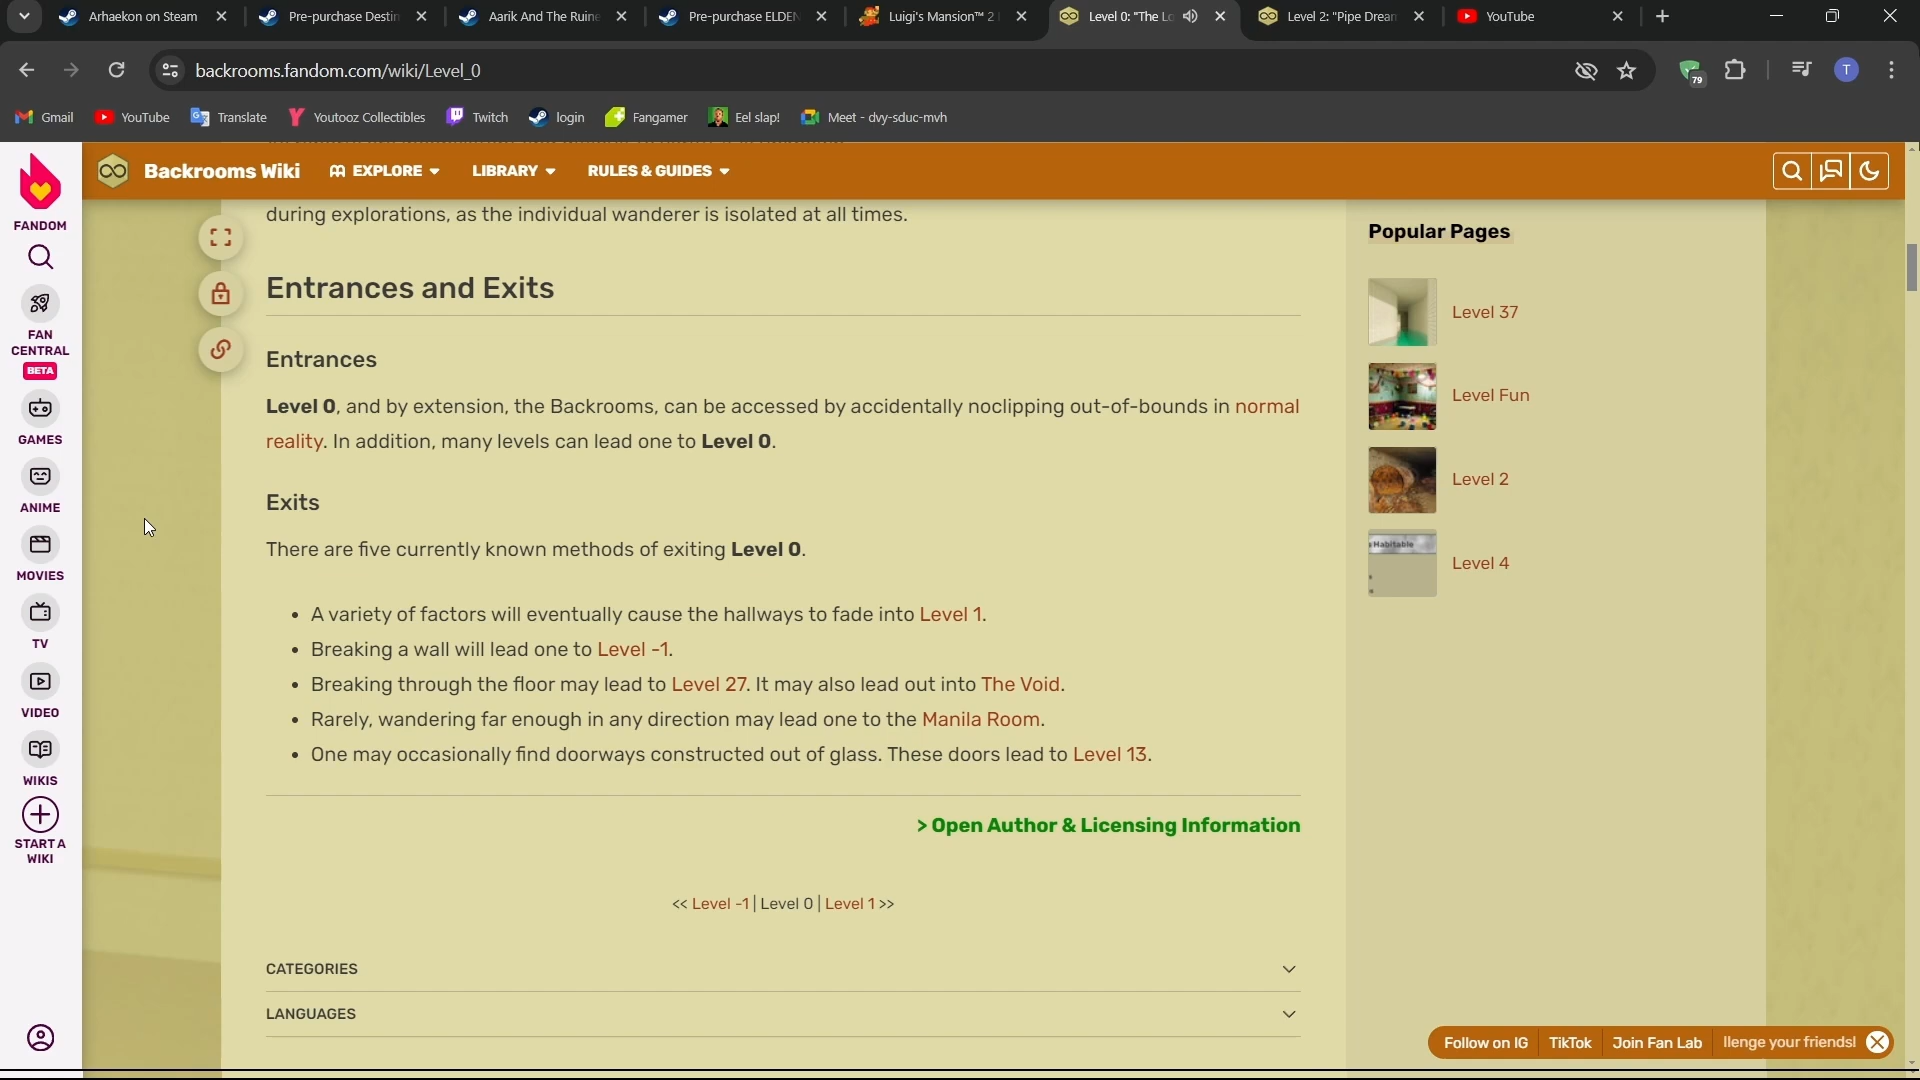 Arhaekon on Steam
Pre-purchase Destin
Aarik And The Ruine
Pre-purchase ELDEN
Luigi's Mansion™ 2
Level 0: "The Lo
Level 2: "Pipe Drean
YouTube
backrooms.fandom.com/wiki/Level_0
79
T
Gmail
YouTube
Translate
Youtooz Collectibles
Twitch
login
Fangamer
Eel slap!
Meet - dvy-sduc-mvh
FANDOM
FAN
CENTRAL
BETA
GAMES
ANIME
MOVIES
TV
VIDEO
WIKIS
START A
WIKI
Backrooms Wiki
EXPLORE
LIBRARY
RULES & GUIDES
during explorations, as the individual wanderer is isolated at all times.
Entrances and Exits
Entrances
Level 0, and by extension, the Backrooms, can be accessed by accidentally noclipping out-of-bounds in normal
reality. In addition, many levels can lead one to Level 0.
Exits
There are five currently known methods of exiting Level 0.
• A variety of factors will eventually cause the hallways to fade into Level 1.
• Breaking a wall will lead one to Level -1.
• Breaking through the floor may lead to Level 27. It may also lead out into The Void.
• Rarely, wandering far enough in any direction may lead one to the Manila Room.
• One may occasionally find doorways constructed out of glass. These doors lead to Level 13.
> Open Author & Licensing Information
<< Level -1 | Level 0 | Level 1 >>
CATEGORIES
LANGUAGES
Popular Pages
Level 37
Level Fun
Level 2
Habitable
Level 4
Follow on IG
TikTok
Join Fan Lab
llenge your friends!